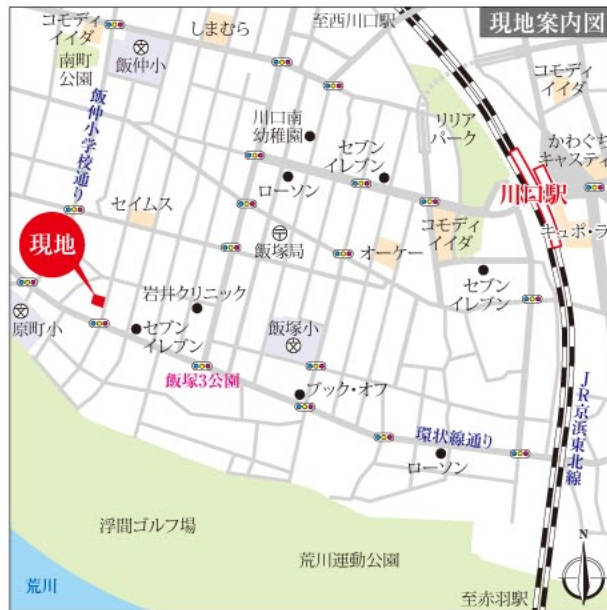 現地案内図
至西川口駅
コモディ
イイダ
南町
公園
飯仲小
しまむら
飯仲小学校通り
川口南
幼稚園
セブン
イレブン
ローソン
リリア
パーク
コモディ
イイダ
かわぐち
キャスティ
川口駅
キュポ・ラ
セイムス
飯塚局
オーケー
コモディ
イイダ
セブン
イレブン
現地
岩井クリニック
セブン
イレブン
飯塚小
原町小
飯塚3公園
ブック・オフ
環状線通り
ローソン
JR京浜東北線
浮間ゴルフ場
荒川運動公園
荒川
至赤羽駅
N